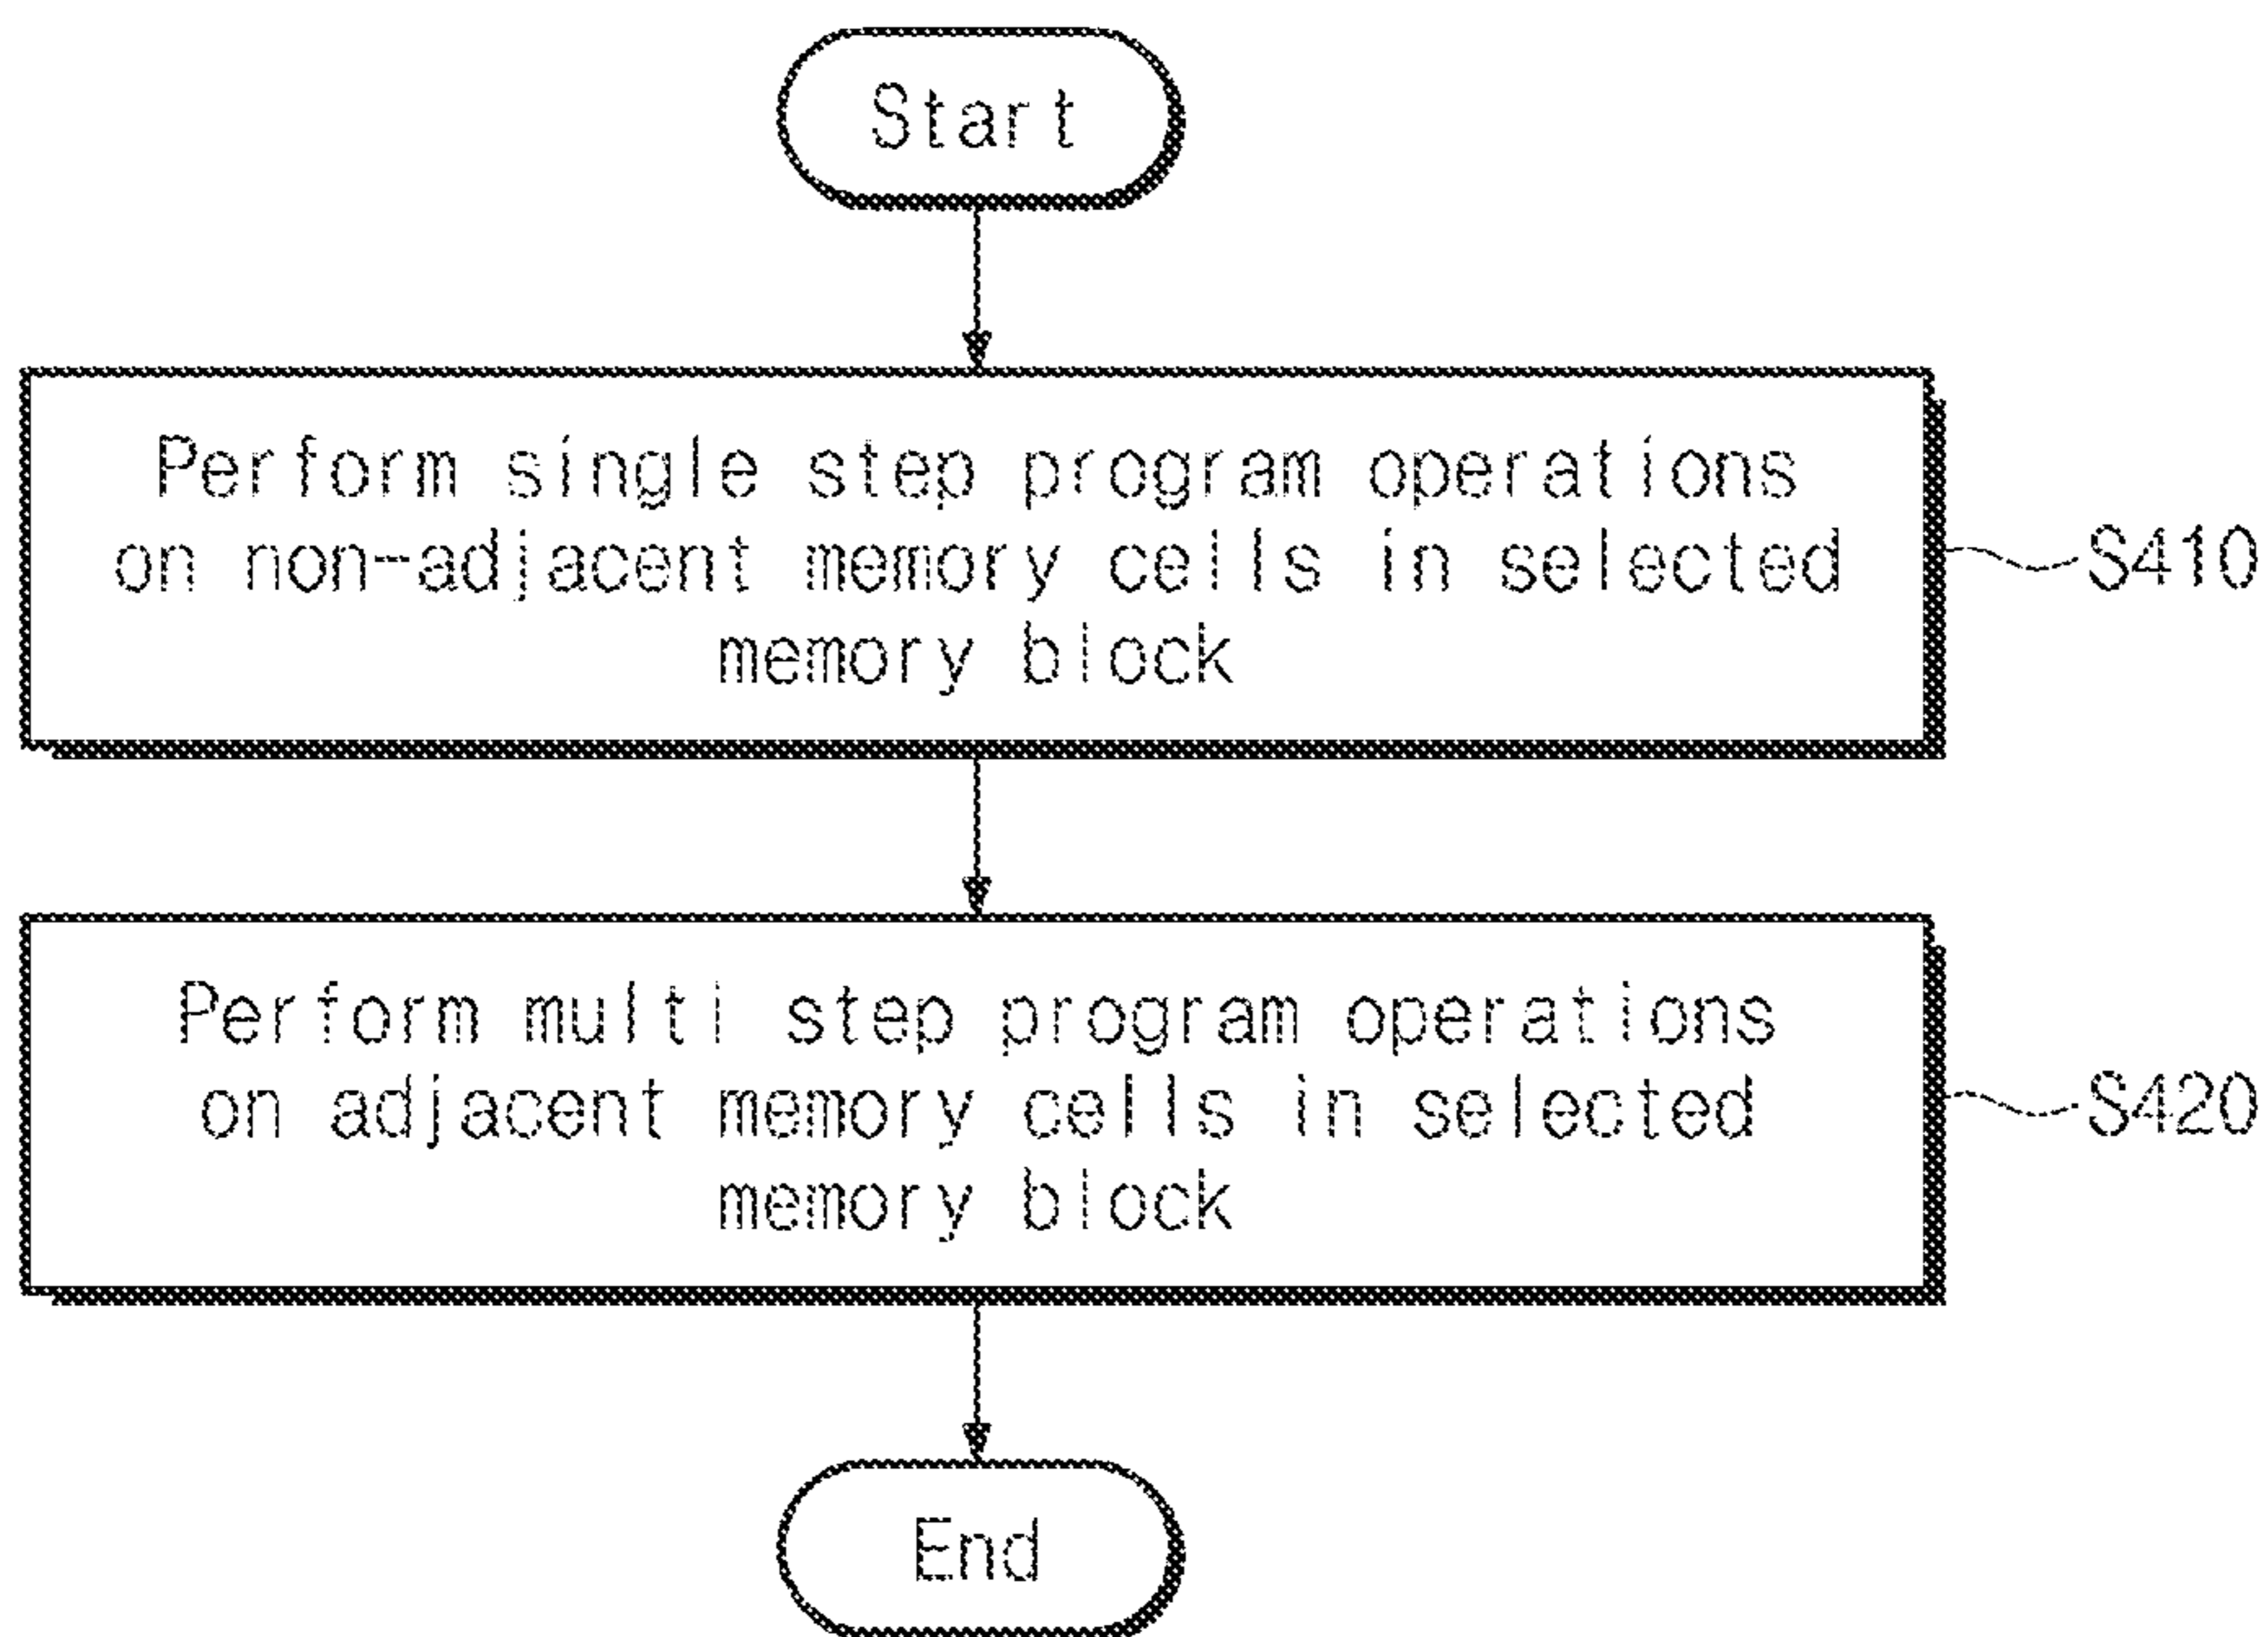 Start
Perform single step program operations
on non-adjacent memory cells in selected
memory block
S410
Perform multi step program operations
on adjacent memory cells in selected
memory block
S420
End